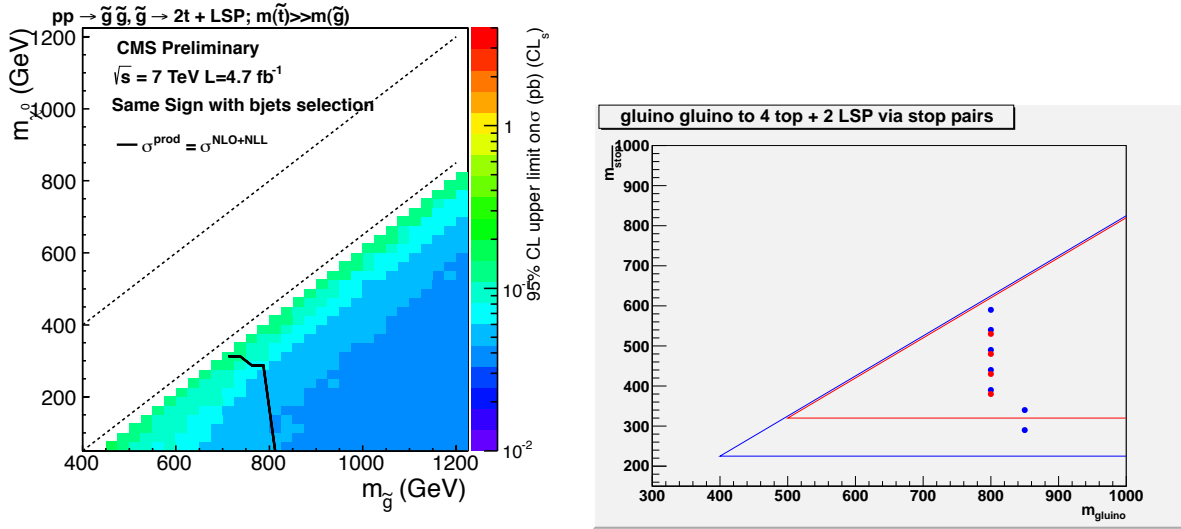 pp → g̃ g̃, g̃ → 2t + LSP; m(t̃)>>m(g̃)
CMS Preliminary
√s = 7 TeV L=4.7 fb⁻¹
Same Sign with bjets selection
σ^prod = σ^NLO+NLL
m_χ̃⁰ (GeV)
1200
1000
800
600
400
200
400 600 800 1000 1200
m_g̃ (GeV)
1
10⁻¹
10⁻²
95% CL upper limit on σ (pb) (CL_s)
gluino gluino to 4 top + 2 LSP via stop pairs
m_stop
1000
900
800
700
600
500
400
300
200
300 400 500 600 700 800 900 1000
m_gluino